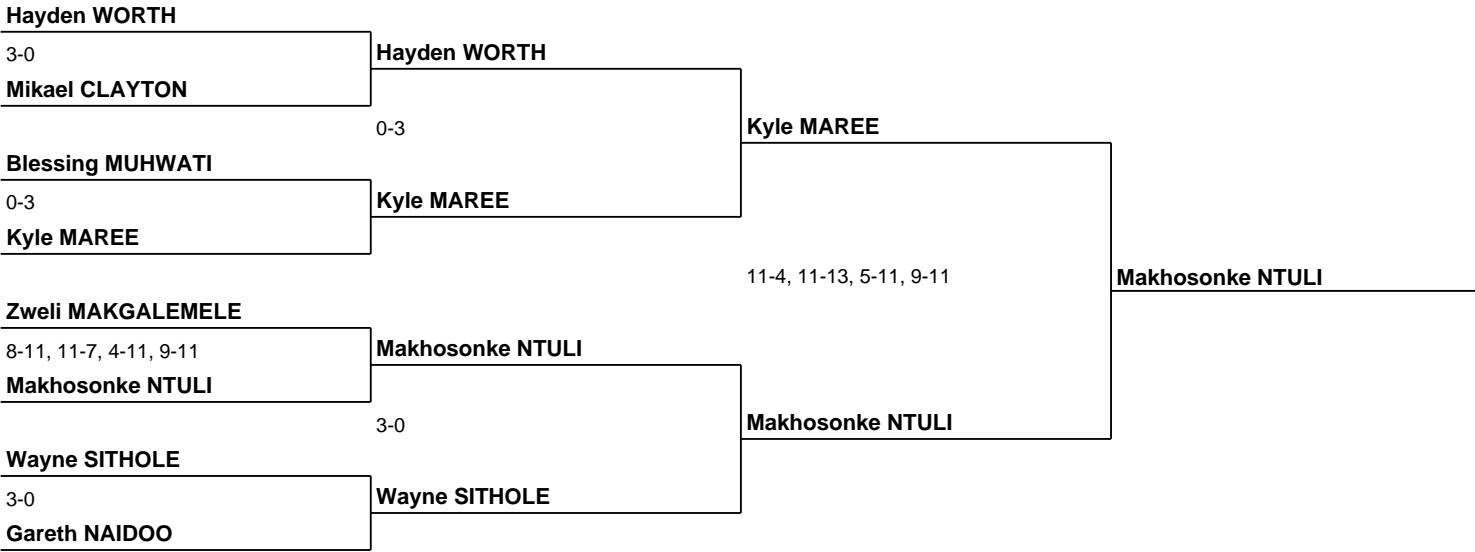 Hayden WORTH
3-0
Hayden WORTH
Mikael CLAYTON
0-3
Kyle MAREE
Blessing MUHWATI
0-3
Kyle MAREE
Kyle MAREE
11-4, 11-13, 5-11, 9-11
Makhosonke NTULI
Zweli MAKGALEMELE
8-11, 11-7, 4-11, 9-11
Makhosonke NTULI
Makhosonke NTULI
3-0
Makhosonke NTULI
Wayne SITHOLE
3-0
Wayne SITHOLE
Gareth NAIDOO